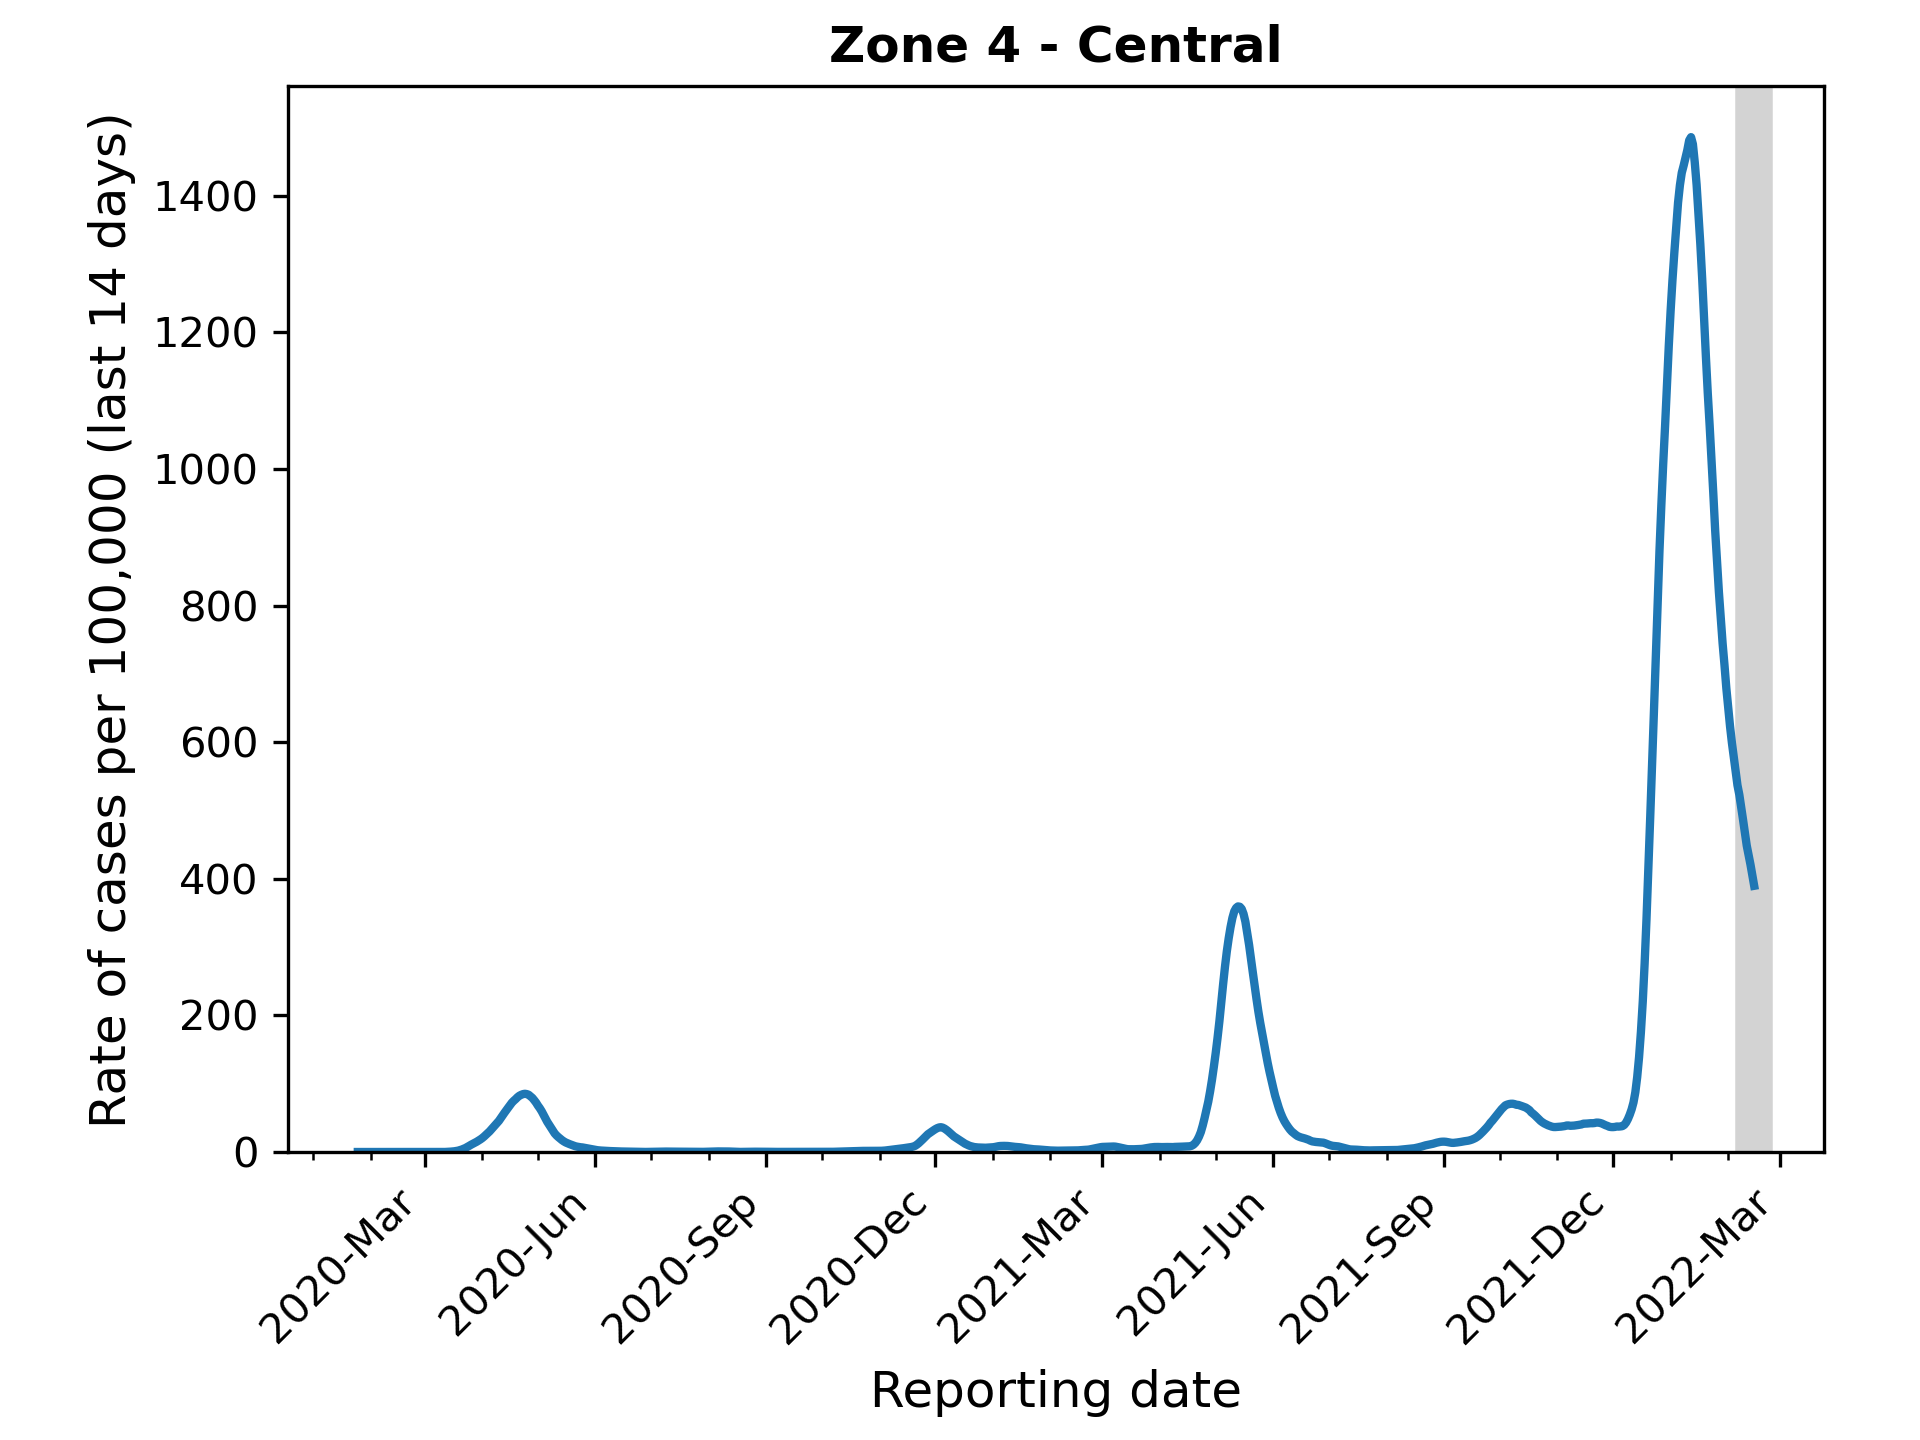 Zone 4 - Central
Rate of cases per 100,000 (last 14 days)
1400
1200
1000
800
600
400
200
0
2020-Mar
2020-Jun
2020-Sep
2020-Dec
2021-Mar
2021-Jun
2021-Sep
2021-Dec
2022-Mar
Reporting date